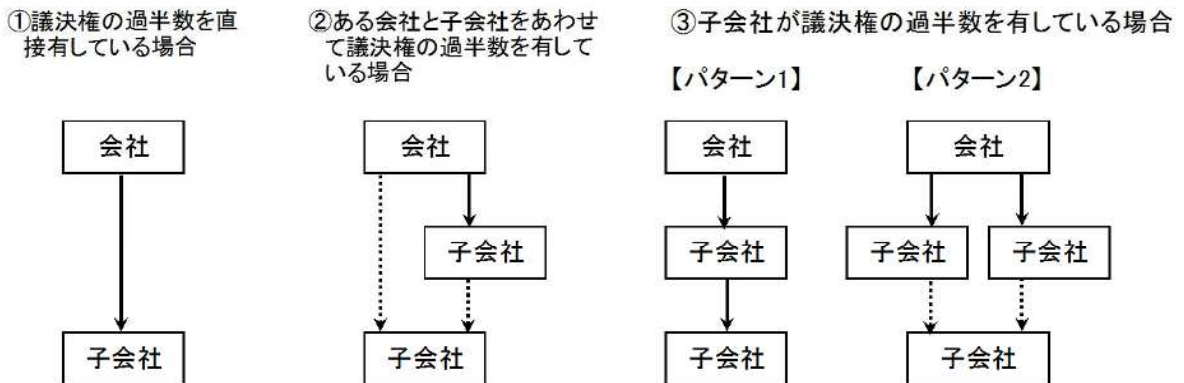 ①議決権の過半数を直
接有している場合
②ある会社と子会社をあわせ
て議決権の過半数を有して
いる場合
③子会社が議決権の過半数を有している場合
【パターン1】
【パターン2】
会社
会社
会社
会社
子会社
子会社
子会社
子会社
子会社
子会社
子会社
子会社